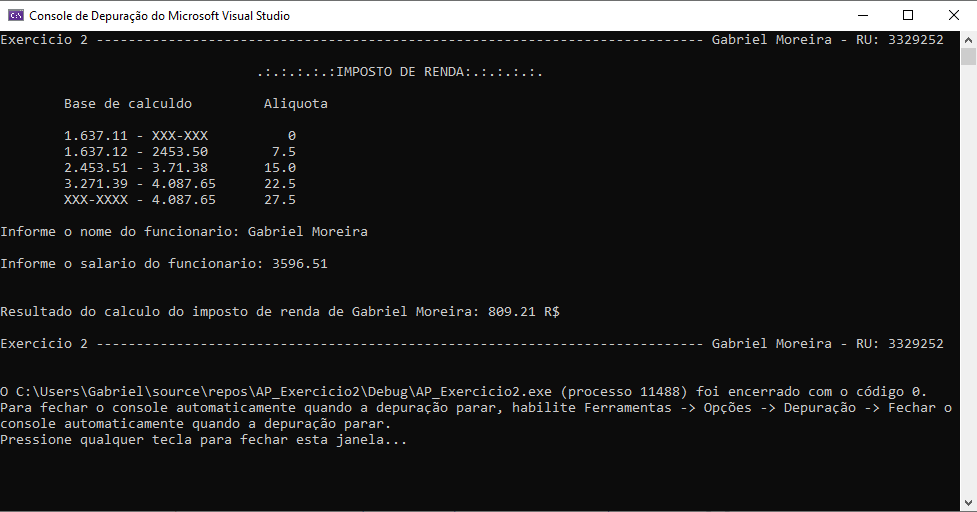 Console de Depuração do Microsoft Visual Studio
Exercicio 2 ---------------------------------------------------------------------------- Gabriel Moreira - RU: 3329252
.:.:.:.:.:IMPOSTO DE RENDA:.:.:.:.:.
Base de calculdo Aliquota
1.637.11 - XXX-XXX 0
1.637.12 - 2453.50 7.5
2.453.51 - 3.71.38 15.0
3.271.39 - 4.087.65 22.5
XXX-XXXX - 4.087.65 27.5
Informe o nome do funcionario: Gabriel Moreira
Informe o salario do funcionario: 3596.51
Resultado do calculo do imposto de renda de Gabriel Moreira: 809.21 R$
Exercicio 2 ---------------------------------------------------------------------------- Gabriel Moreira - RU: 3329252
O C:\Users\Gabriel\source\repos\AP_Exercicio2\Debug\AP_Exercicio2.exe (processo 11488) foi encerrado com o código 0.
Para fechar o console automaticamente quando a depuração parar, habilite Ferramentas -> Opções -> Depuração -> Fechar o
console automaticamente quando a depuração parar.
Pressione qualquer tecla para fechar esta janela...